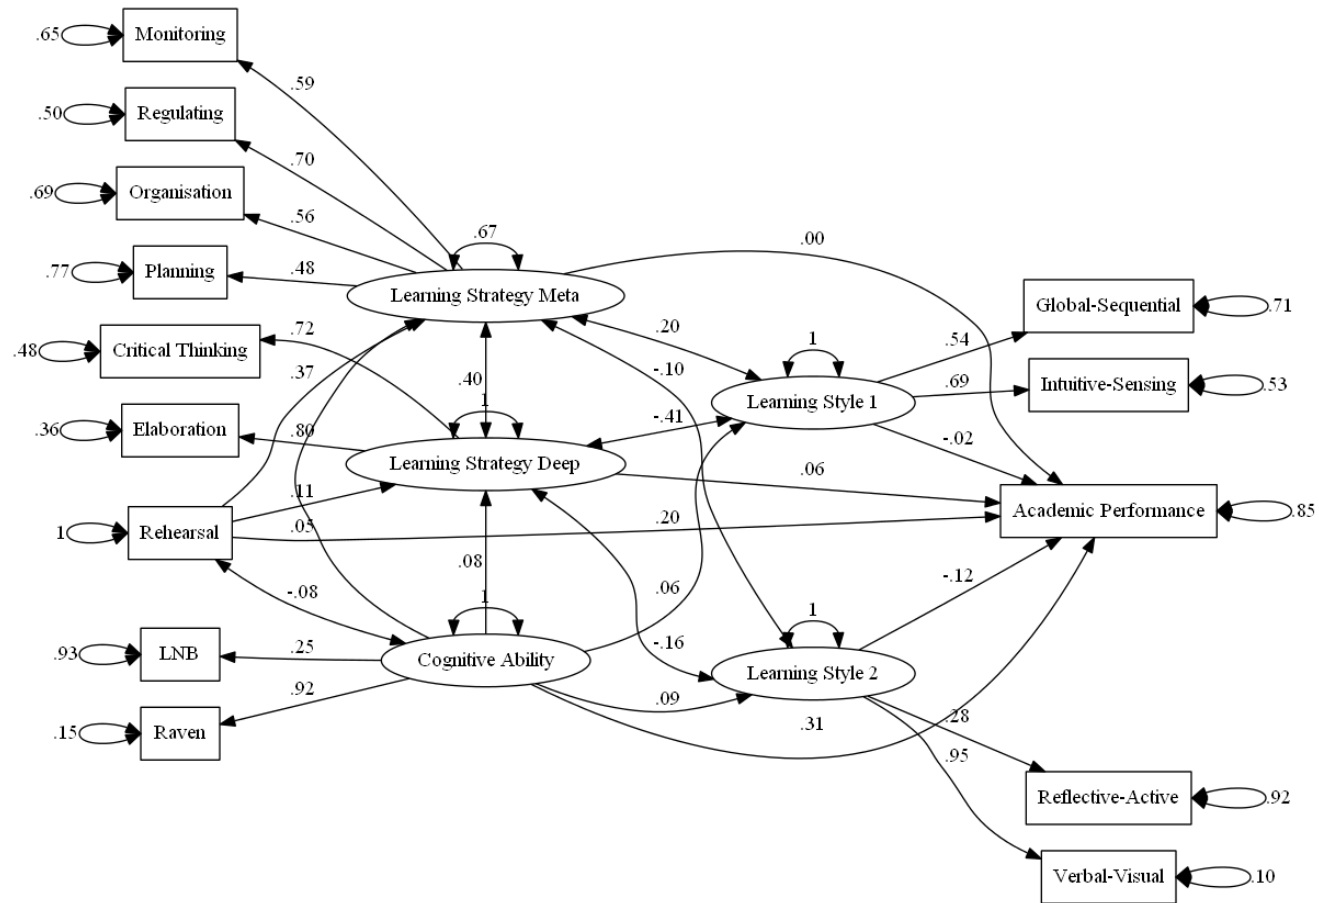 .65
Monitoring
.59
.50
Regulating
.70
.69
Organisation
.56
.67
.00
.77
Planning
.48
Learning Strategy Meta
Global-Sequential
.71
.48
Critical Thinking
.72
.20
1
.54
.37
.40
-.10
Intuitive-Sensing
.53
.69
1
Learning Style 1
.36
Elaboration
.80
-.41
-.02
Learning Strategy Deep
.06
.11
Academic Performance
.85
1
Rehearsal
.05
.20
.08
-.12
-.08
1
.06
1
.93
LNB
.25
-.16
Cognitive Ability
Learning Style 2
.92
.09
.28
.15
Raven
.31
.95
Reflective-Active
.92
Verbal-Visual
.10